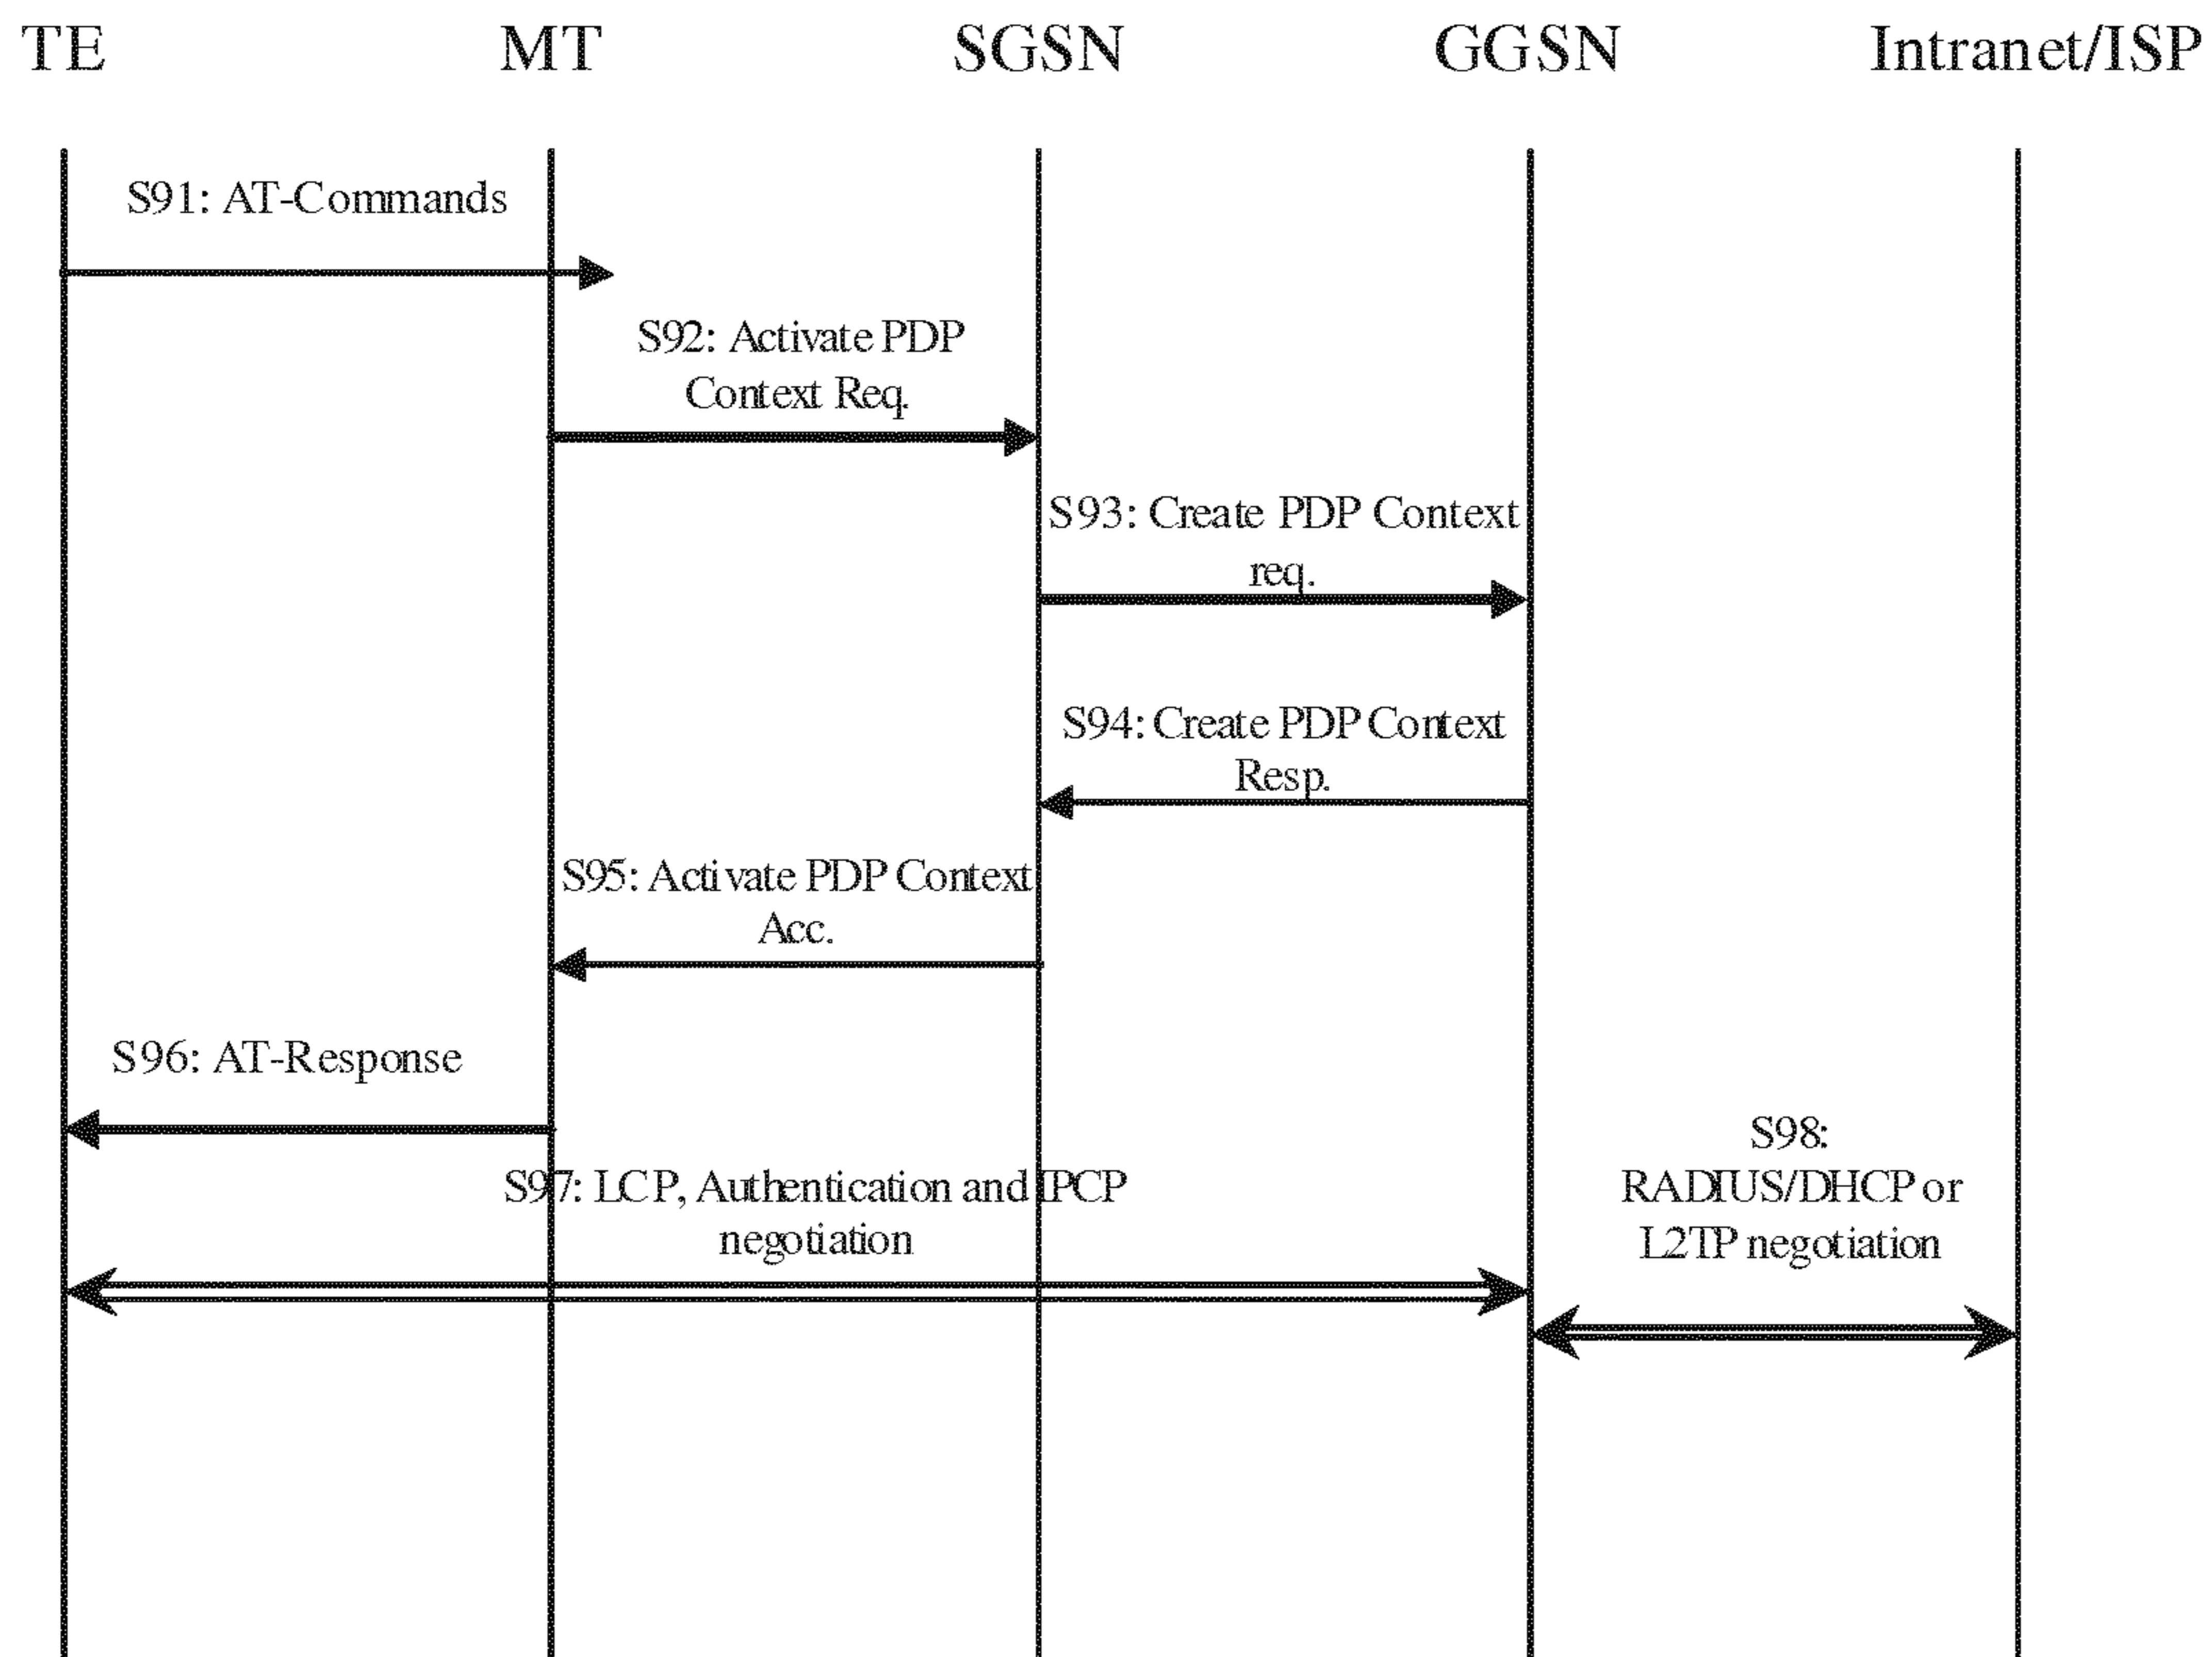 TE MT SGSN GGSN Intranet/ISP
S91: AT-Commands
S92: Activate PDP
Context Req.
S93: Create PDP Context
req.
S94: Create PDP Context
Resp.
S95: Activate PDP Context
Acc.
S96: AT-Response
S97: LCP, Authentication and IPCP
negotiation
S98:
RADIUS/DHCP or
L2TP negotiation